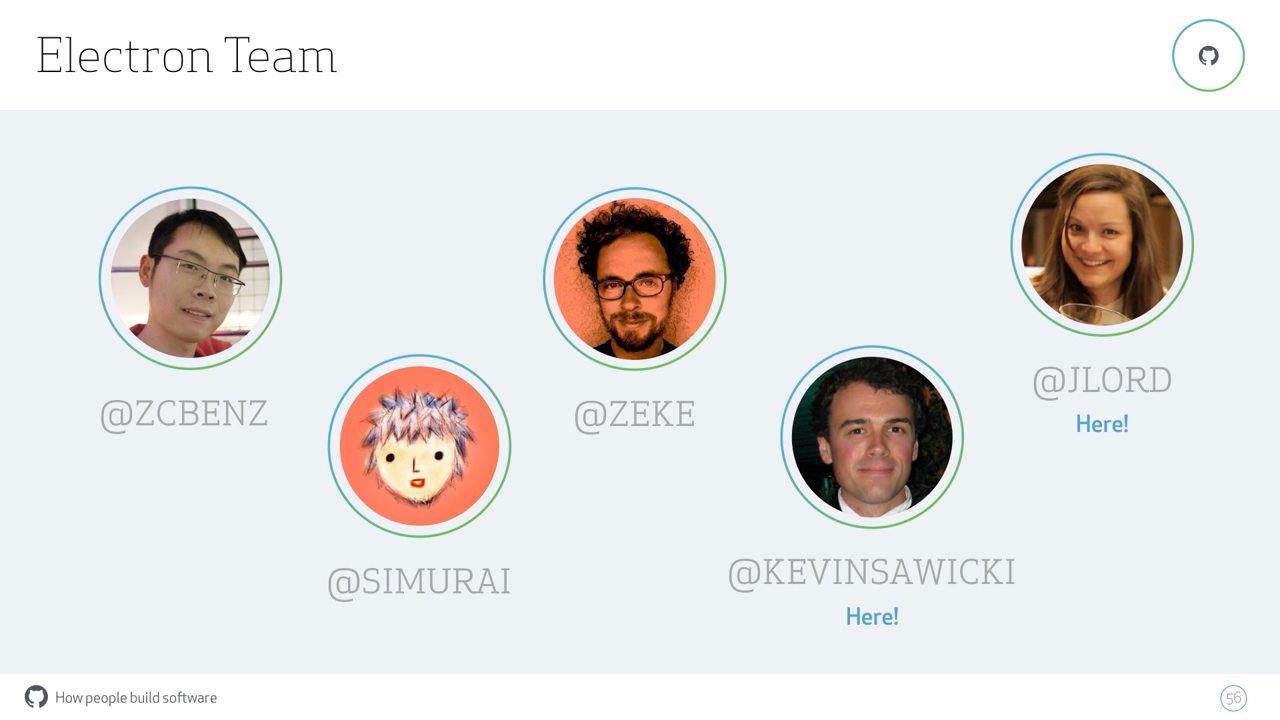 Electron Team
@ZCBENZ
@SIMURAI
@ZEKE
@KEVINSAWICKI
Here!
@JLORD
Here!
How people build software
56